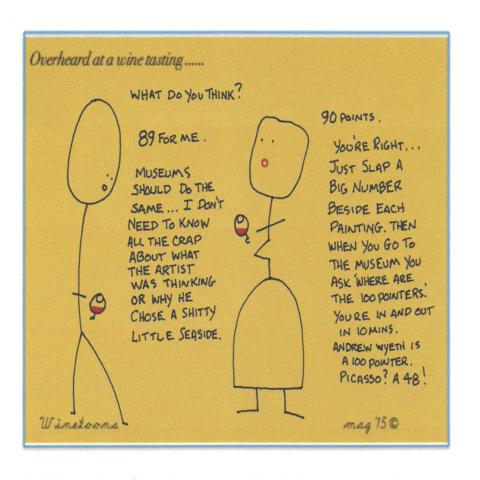 Overheard at a wine tasting......
WHAT DO YOU THINK?
90 POINTS.
89 FOR ME.
MUSEUMS
SHOULD DO THE
SAME... I DON'T
NEED TO KNOW
ALL THE CRAP
ABOUT WHAT
THE ARTIST
WAS THINKING
OR WHY HE
CHOSE A SHITTY
LITTLE SEASIDE.
YOU'RE RIGHT...
JUST SLAP A
BIG NUMBER
BESIDE EACH
PAINTING. THEN
WHEN YOU GO TO
THE MUSEUM YOU
ASK 'WHERE ARE
THE 100 POINTERS.'
YOU'RE IN AND OUT
IN 10 MINS.
ANDREW WYETH IS
A 100 POINTER.
PICASSO? A 48!
Winetoons
mag '15 ©